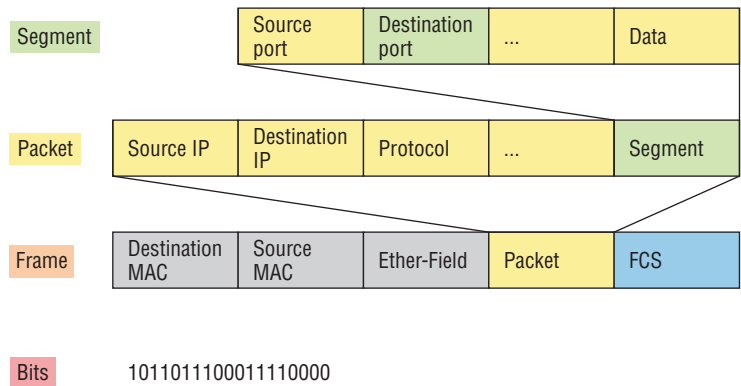 Segment
Source port
Destination port
...
Data
Packet
Source IP
Destination IP
Protocol
...
Segment
Frame
Destination MAC
Source MAC
Ether-Field
Packet
FCS
Bits
1011011100011110000